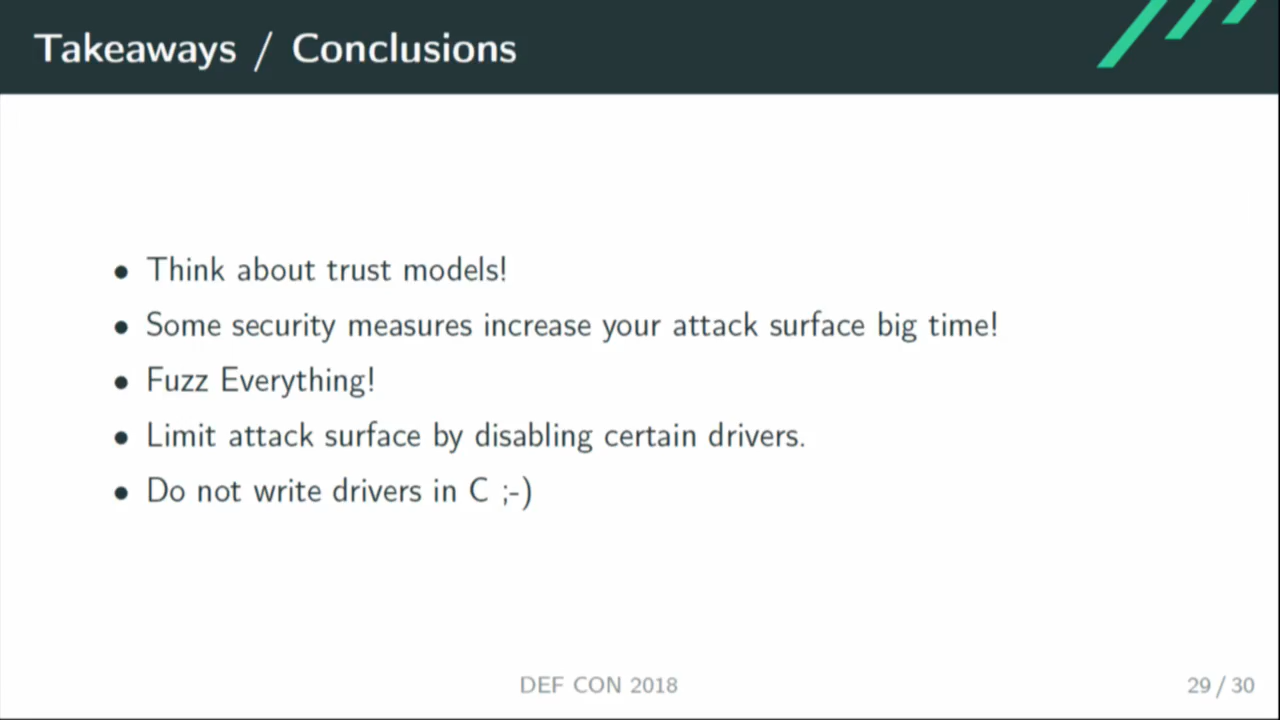 Takeaways / Conclusions
• Think about trust models!
• Some security measures increase your attack surface big time!
• Fuzz Everything!
• Limit attack surface by disabling certain drivers.
• Do not write drivers in C ;-)
DEF CON 2018
29 / 30